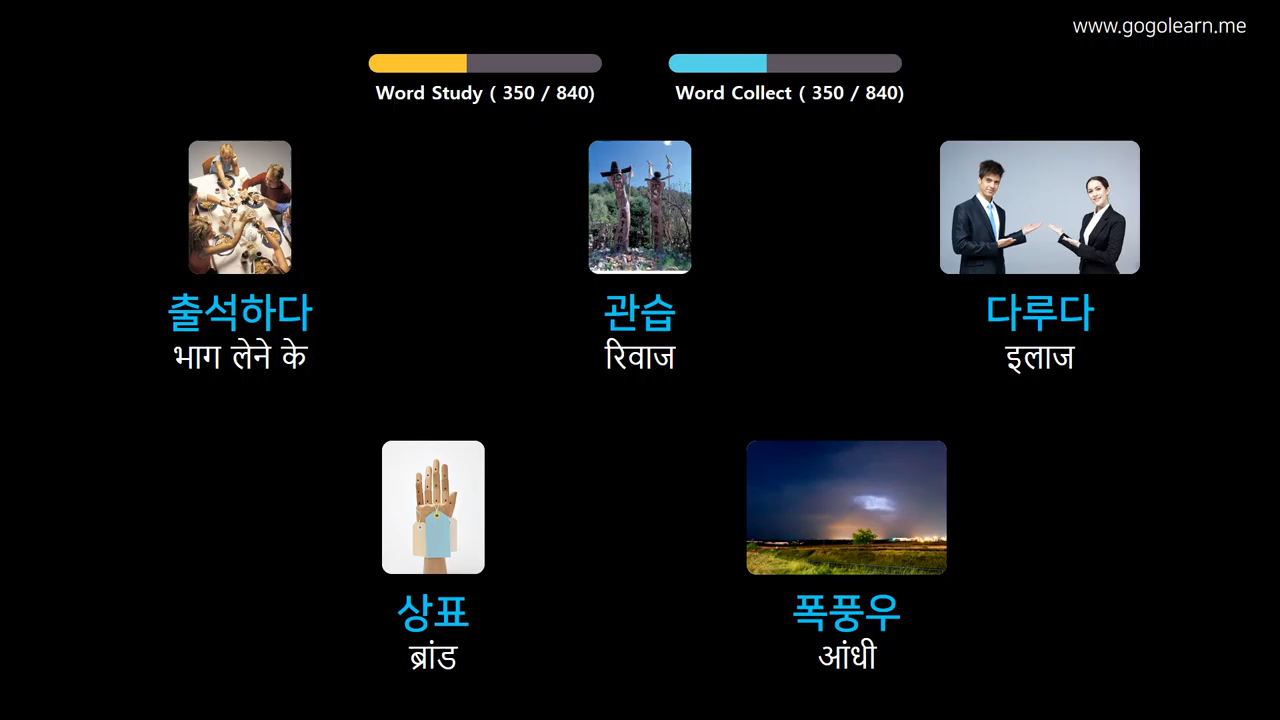 www.gogolearn.me
Word Study ( 350 / 840)
Word Collect ( 350 / 840)
출석하다
भाग लेने के
관습
रिवाज
다루다
इलाज
상표
ब्रांड
폭풍우
आंधी